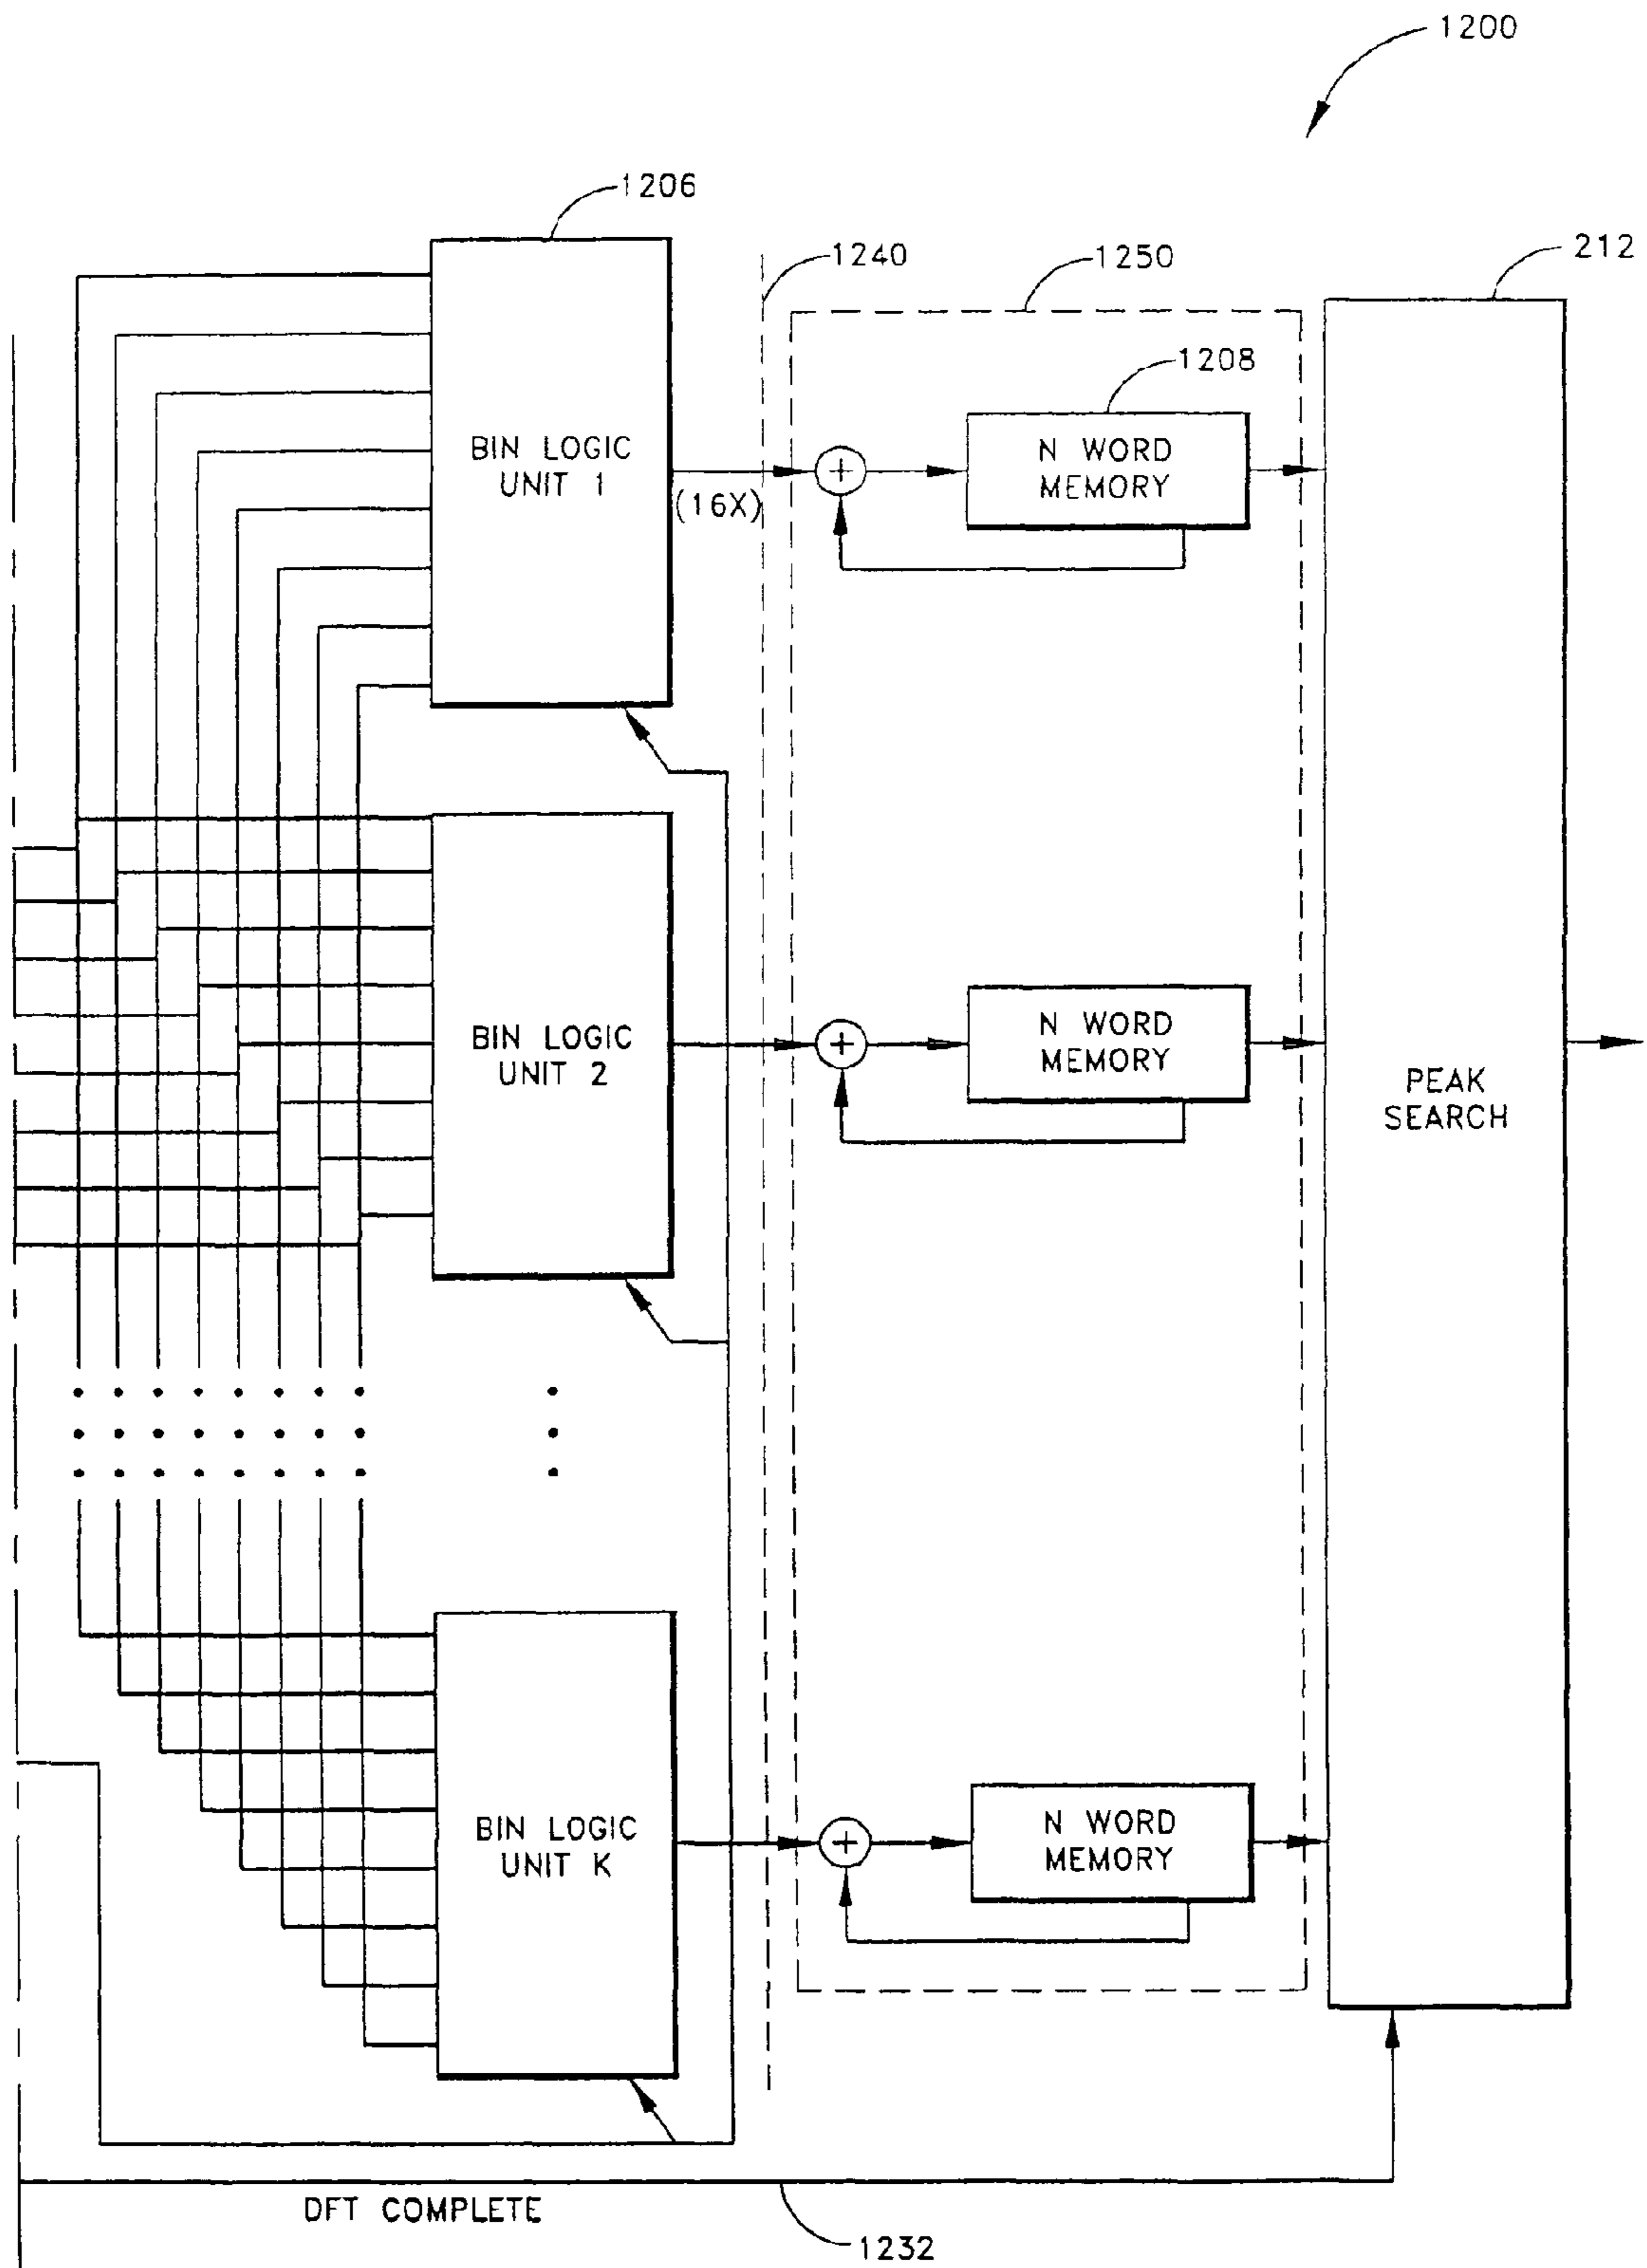 1200
1206
1240
1250
212
1208
BIN LOGIC
UNIT 1
(16X)
N WORD
MEMORY
+
BIN LOGIC
UNIT 2
+
N WORD
MEMORY
PEAK
SEARCH
BIN LOGIC
UNIT K
+
N WORD
MEMORY
DFT COMPLETE
1232